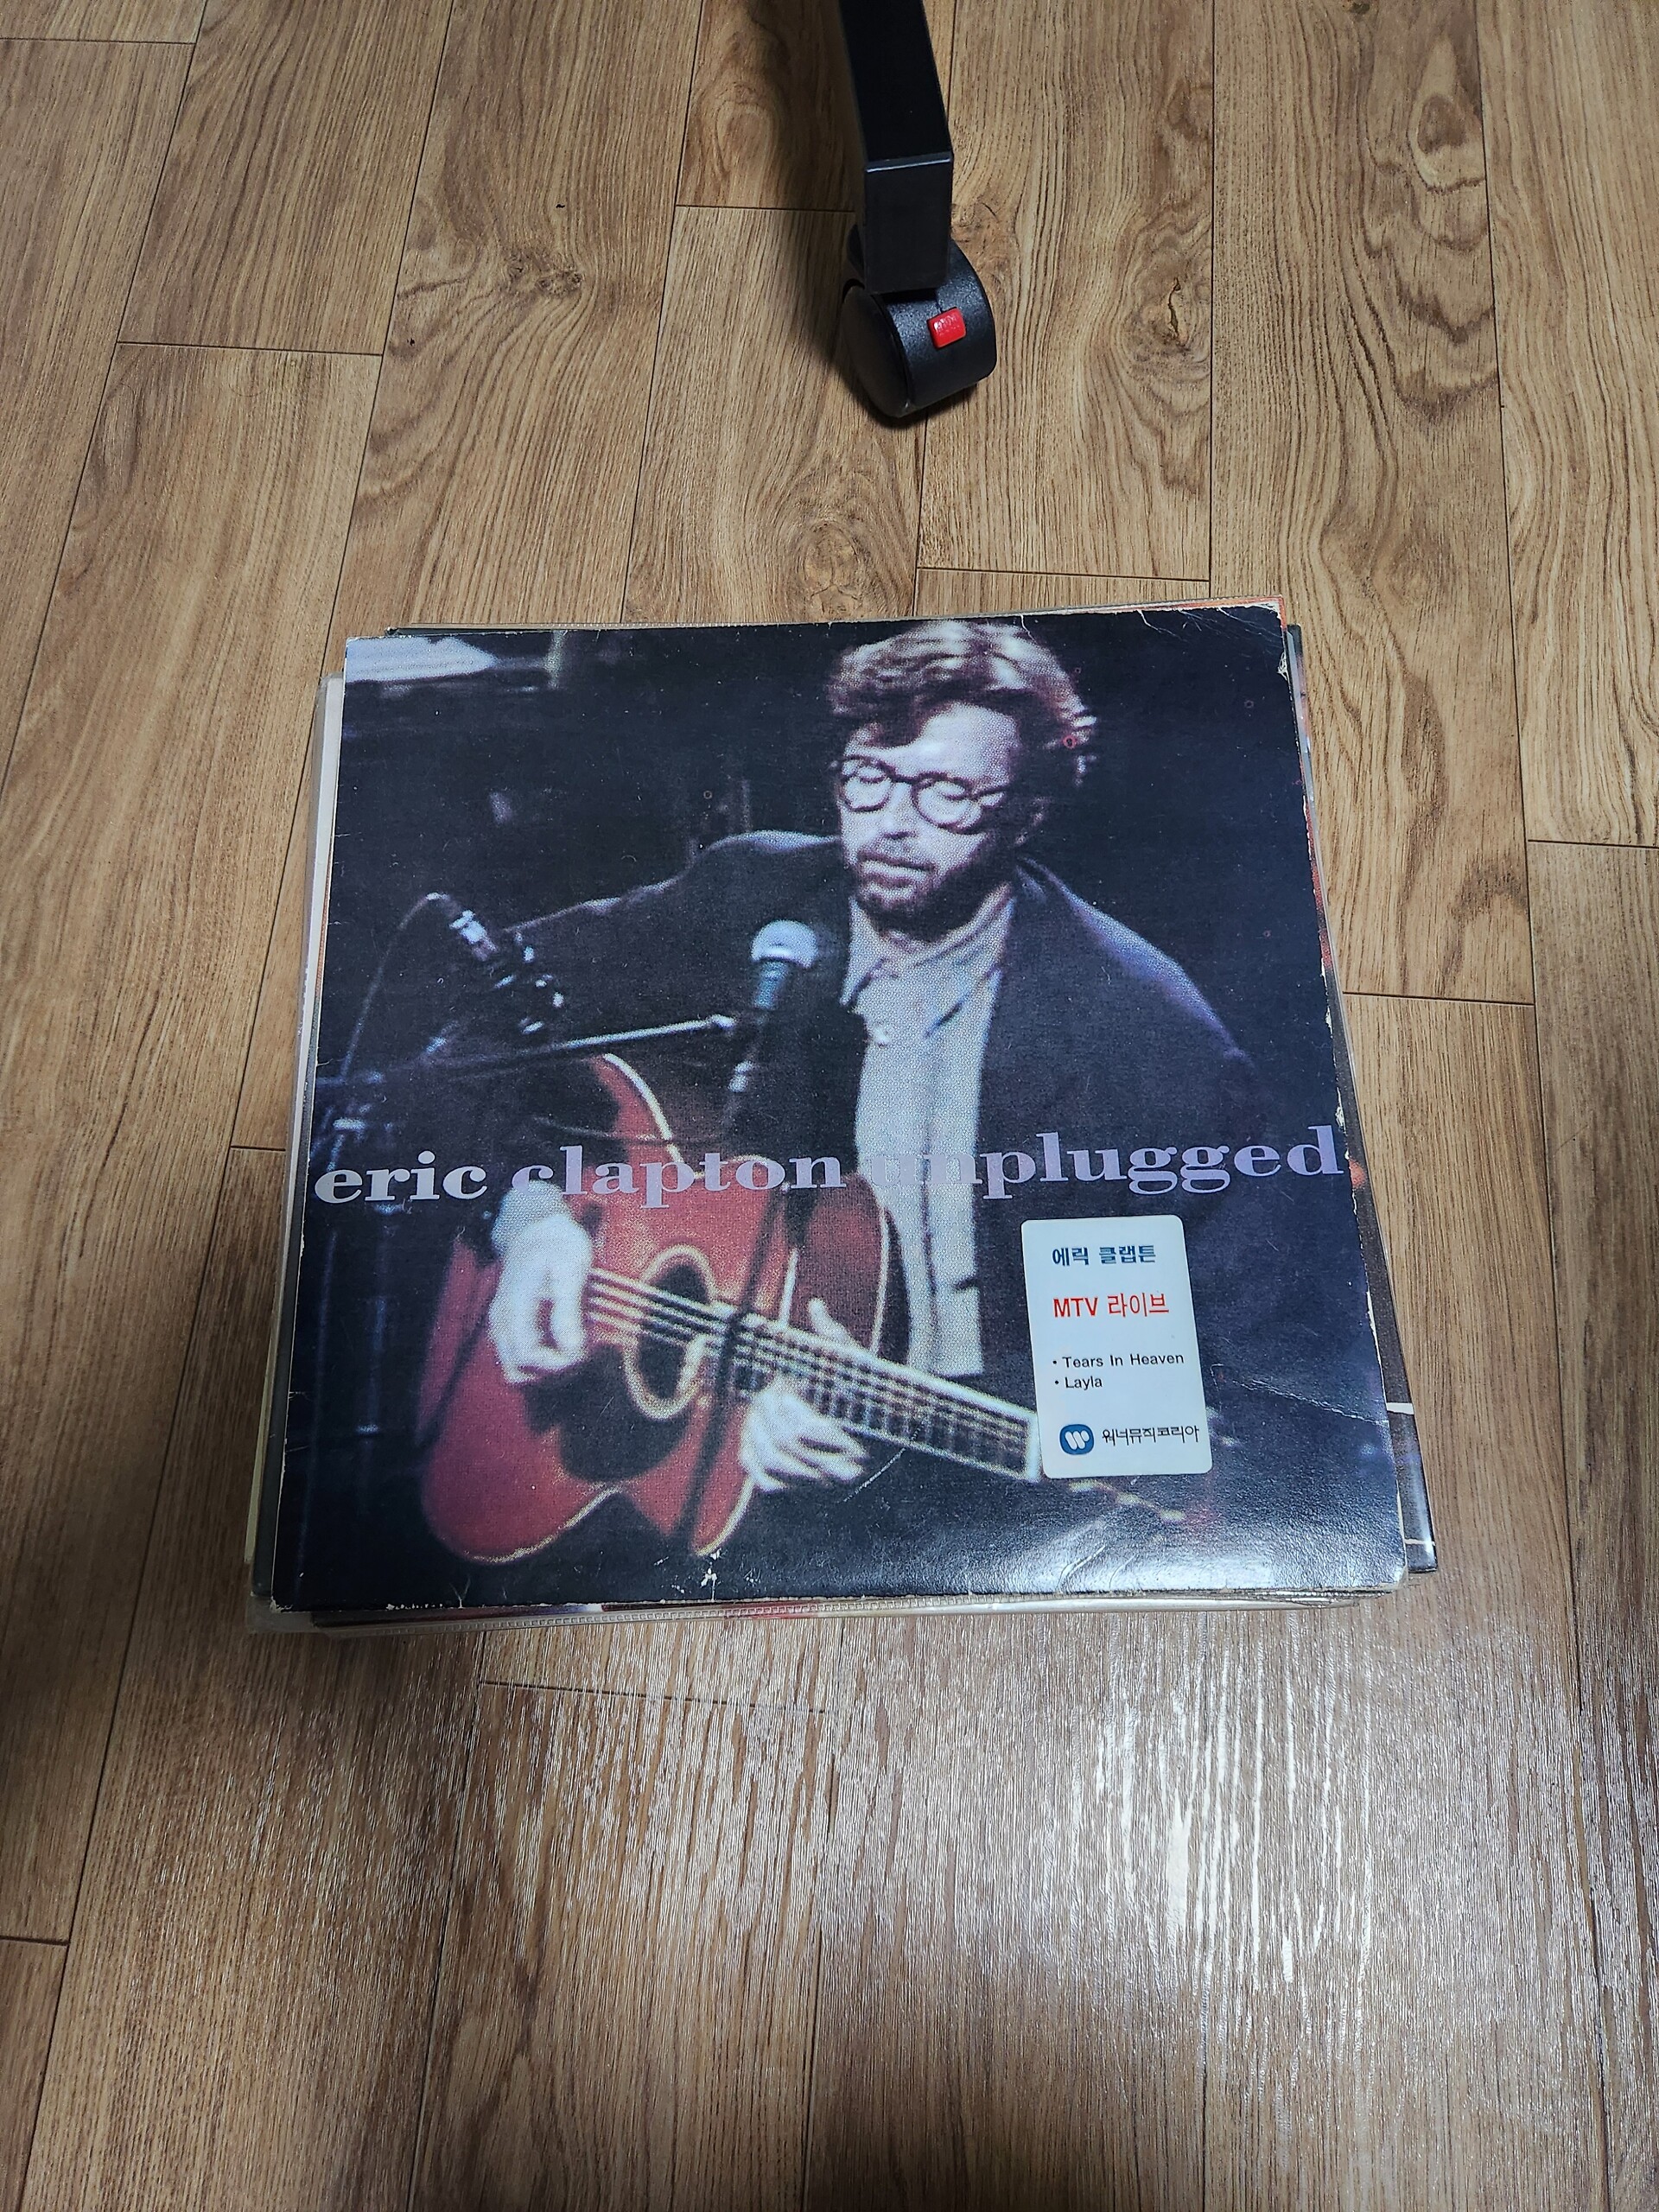 eric clapton unplugged
에릭 클랩튼
MTV 라이브
• Tears In Heaven
• Layla
워너뮤직코리아